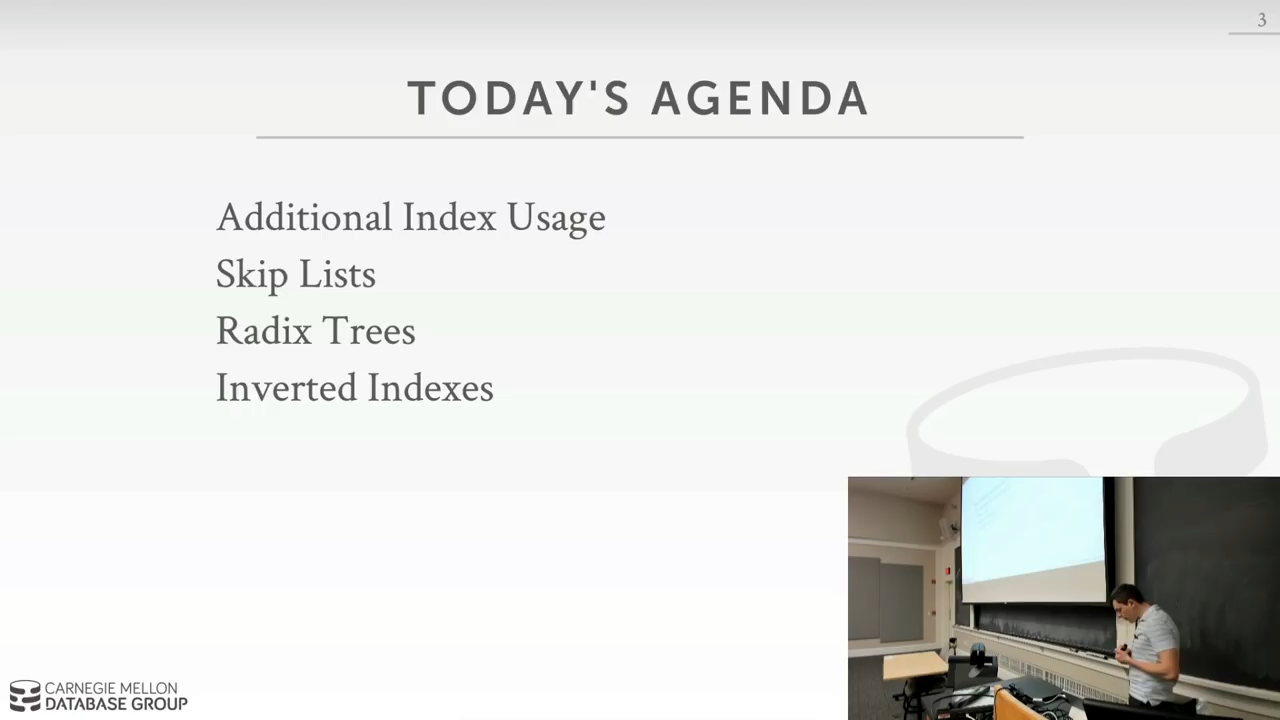 3
TODAY'S AGENDA
Additional Index Usage
Skip Lists
Radix Trees
Inverted Indexes
CARNEGIE MELLON
DATABASE GROUP